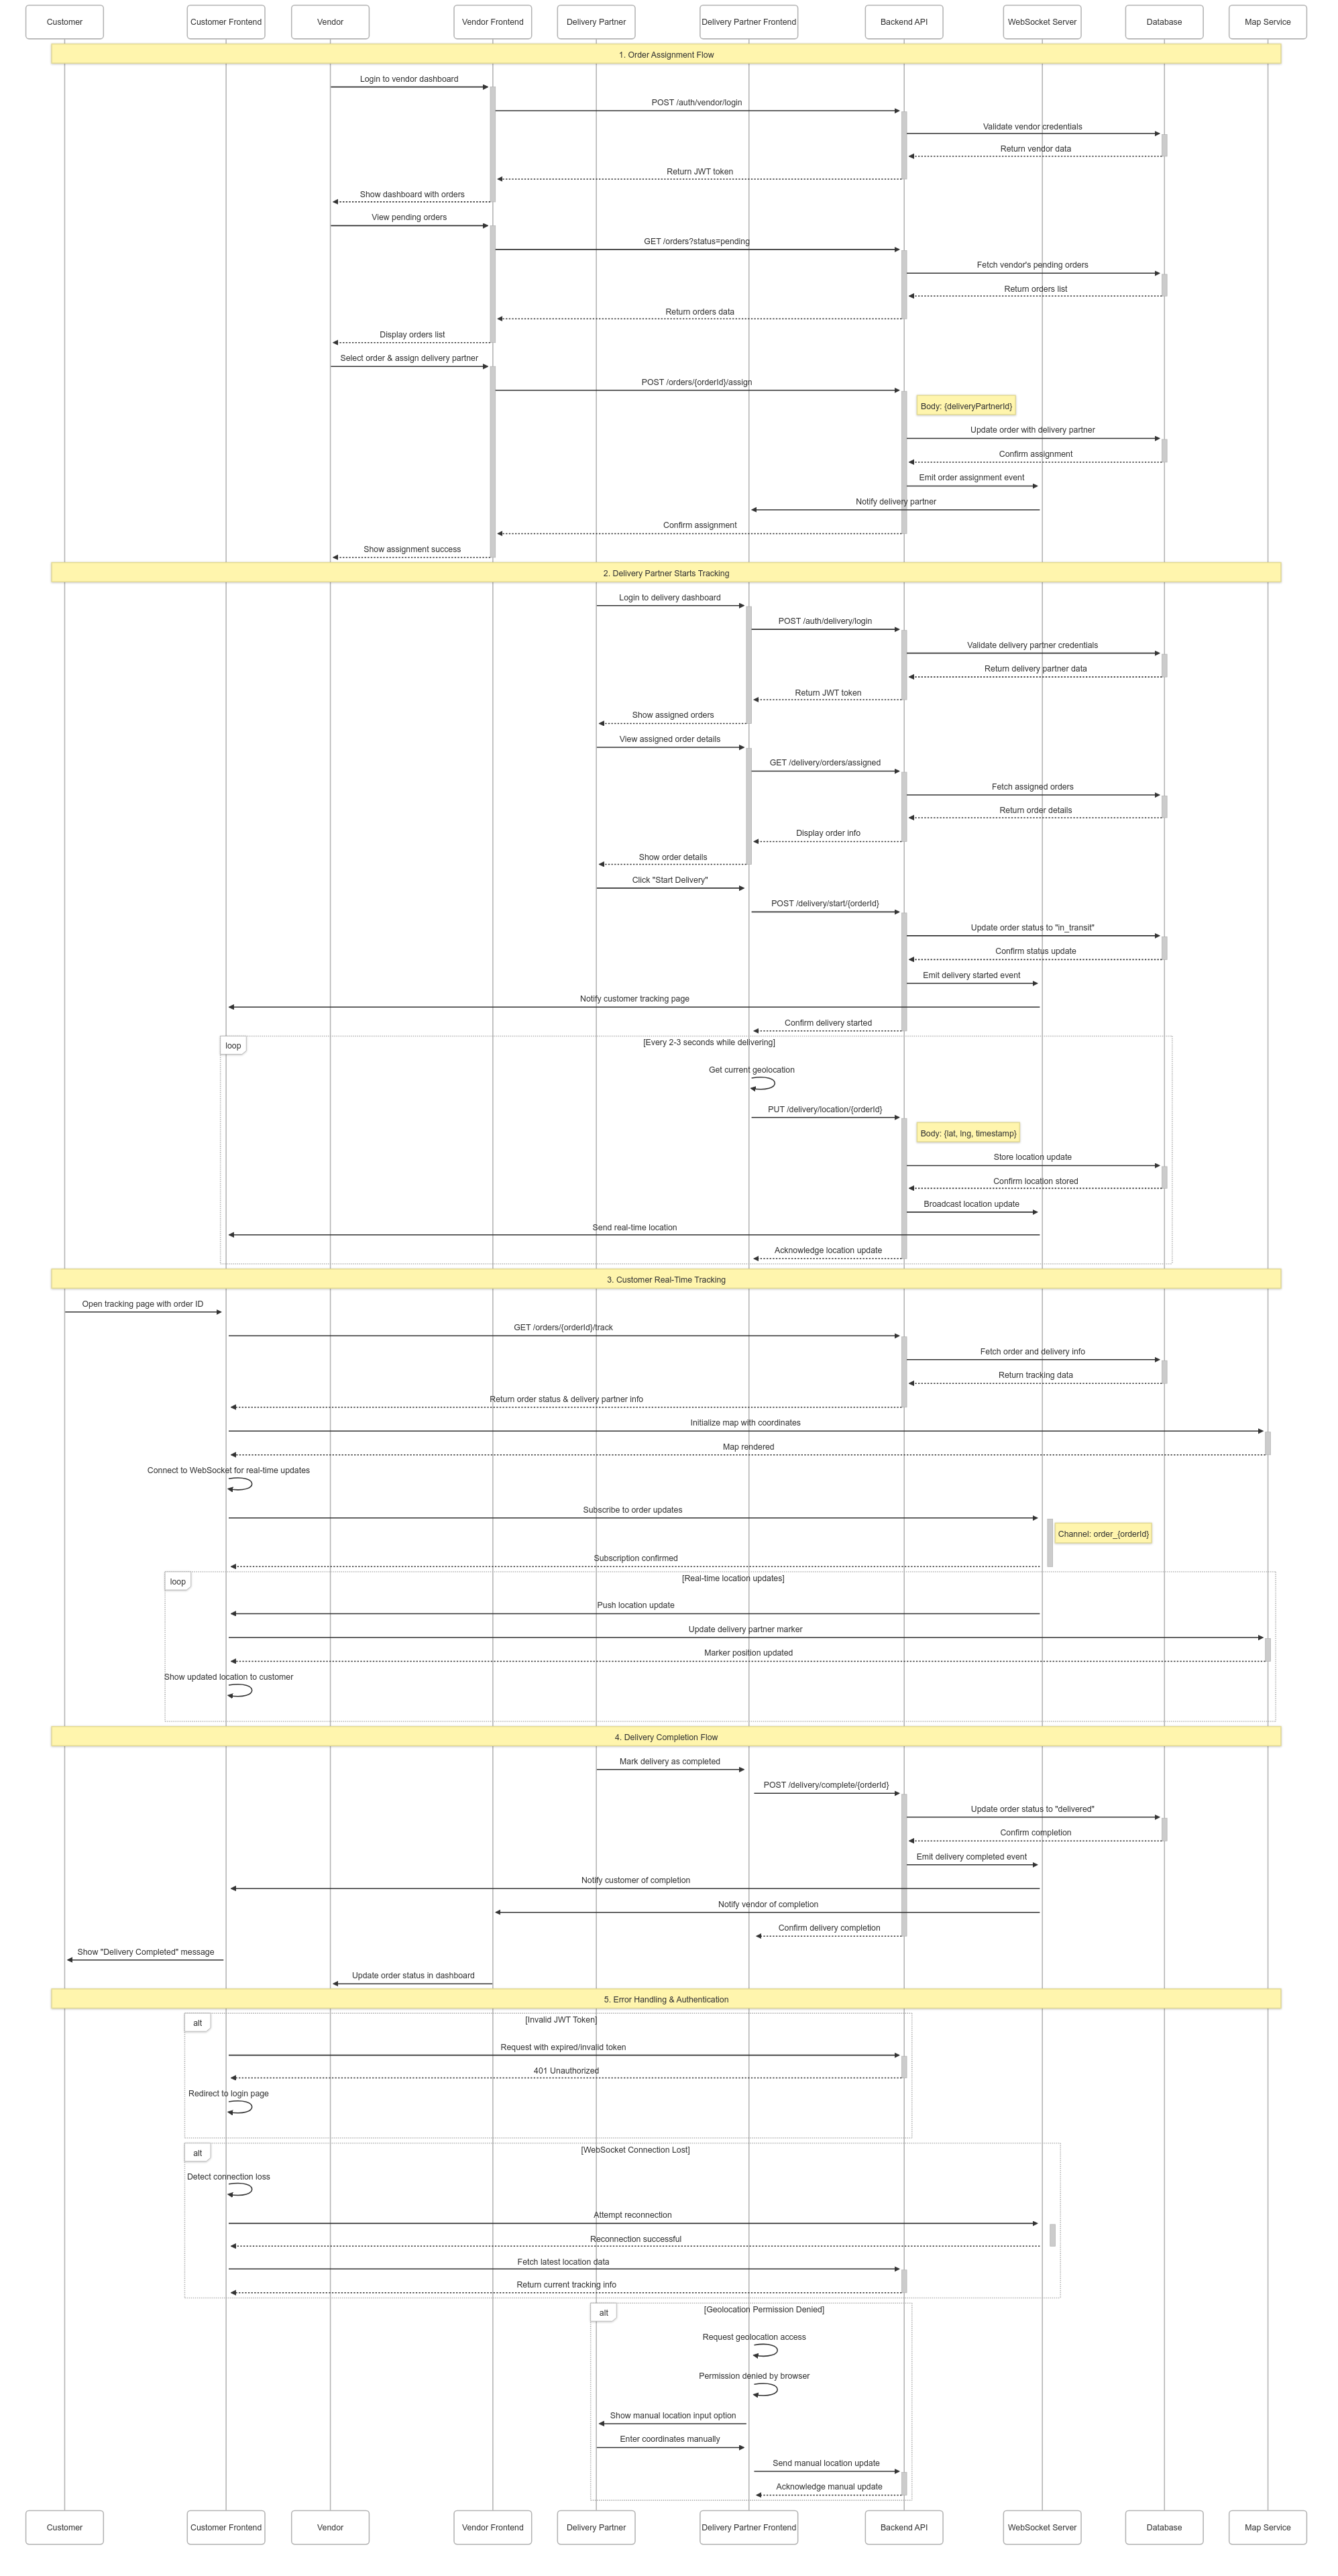 Customer
Customer Frontend
Vendor
Vendor Frontend
Delivery Partner
Delivery Partner Frontend
Backend API
WebSocket Server
Database
Map Service
1. Order Assignment Flow
Login to vendor dashboard
POST /auth/vendor/login
Validate vendor credentials
Return vendor data
Return JWT token
Show dashboard with orders
View pending orders
GET /orders?status=pending
Fetch vendor's pending orders
Return orders list
Return orders data
Display orders list
Select order & assign delivery partner
POST /orders/{orderId}/assign
Body: {deliveryPartnerId}
Update order with delivery partner
Confirm assignment
Emit order assignment event
Notify delivery partner
Confirm assignment
Show assignment success
2. Delivery Partner Starts Tracking
Login to delivery dashboard
POST /auth/delivery/login
Validate delivery partner credentials
Return delivery partner data
Return JWT token
Show assigned orders
View assigned order details
GET /delivery/orders/assigned
Fetch assigned orders
Return order details
Display order info
Show order details
Click "Start Delivery"
POST /delivery/start/{orderId}
Update order status to "in_transit"
Confirm status update
Emit delivery started event
Notify customer tracking page
Confirm delivery started
loop
[Every 2-3 seconds while delivering]
Get current geolocation
PUT /delivery/location/{orderId}
Body: {lat, lng, timestamp}
Store location update
Confirm location stored
Broadcast location update
Send real-time location
Acknowledge location update
3. Customer Real-Time Tracking
Open tracking page with order ID
GET /orders/{orderId}/track
Fetch order and delivery info
Return tracking data
Return order status & delivery partner info
Initialize map with coordinates
Map rendered
Connect to WebSocket for real-time updates
Subscribe to order updates
Channel: order_{orderId}
Subscription confirmed
loop
[Real-time location updates]
Push location update
Update delivery partner marker
Marker position updated
Show updated location to customer
4. Delivery Completion Flow
Mark delivery as completed
POST /delivery/complete/{orderId}
Update order status to "delivered"
Confirm completion
Emit delivery completed event
Notify customer of completion
Notify vendor of completion
Confirm delivery completion
Show "Delivery Completed" message
Update order status in dashboard
5. Error Handling & Authentication
alt
[Invalid JWT Token]
Request with expired/invalid token
401 Unauthorized
Redirect to login page
alt
[WebSocket Connection Lost]
Detect connection loss
Attempt reconnection
Reconnection successful
Fetch latest location data
Return current tracking info
alt
[Geolocation Permission Denied]
Request geolocation access
Permission denied by browser
Show manual location input option
Enter coordinates manually
Send manual location update
Acknowledge manual update
Customer
Customer Frontend
Vendor
Vendor Frontend
Delivery Partner
Delivery Partner Frontend
Backend API
WebSocket Server
Database
Map Service